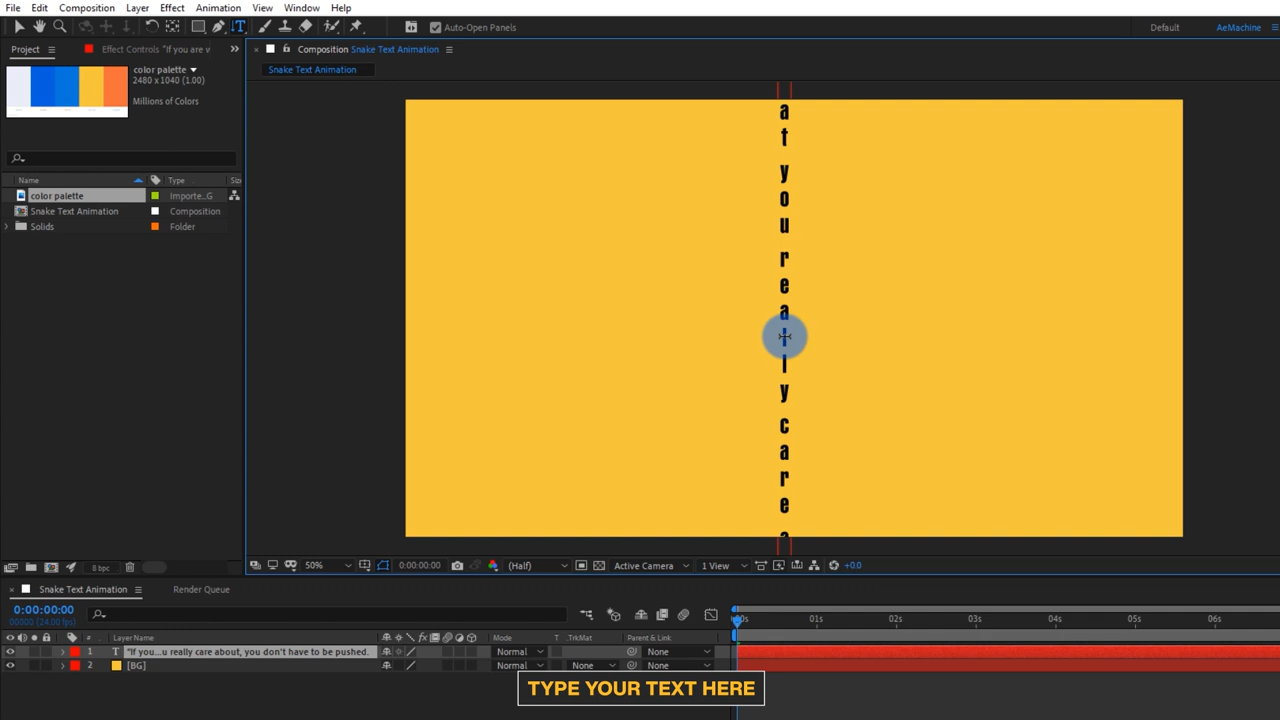 File Edit Composition Layer Effect Animation View Window Help
Auto-Open Panels Default AeMachine
Project Effect Controls "If you are v
Composition Snake Text Animation
Snake Text Animation
color palette
2480 x 1040 (1.00)
Millions of Colors
Name Type Size
color palette Importe...G
Snake Text Animation Composition
Solids Folder
a
t
y
o
u
r
e
a
l
l
y
c
a
r
e
a
8 bpc
50% 0:00:00:00 (Half) Active Camera 1 View +0.0
Snake Text Animation Render Queue
0:00:00:00
00000 (24.00 fps)
:00s 01s 02s 03s 04s 05s 06s
# Layer Name Mode T .TrkMat Parent & Link
1 T "If you...u really care about, you don't have to be pushed. Normal None
2 [BG] Normal None None
TYPE YOUR TEXT HERE